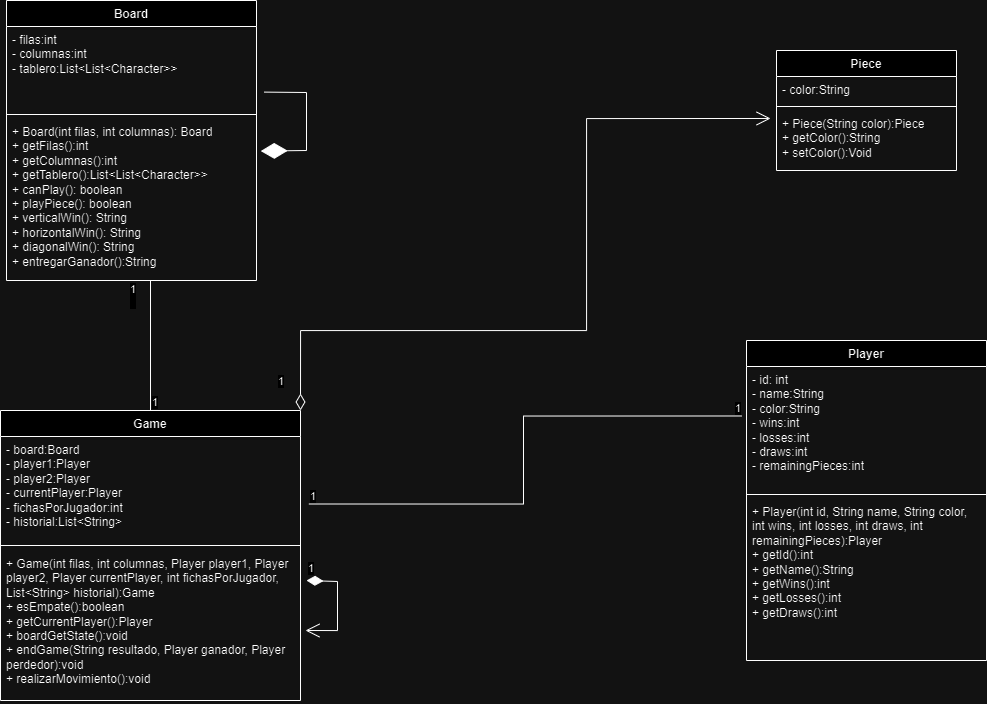 Board
- filas:int
- columnas:int
- tablero:List<List<Character>>
+ Board(int filas, int columnas): Board
+ getFilas():int
+ getColumnas():int
+ getTablero():List<List<Character>>
+ canPlay(): boolean
+ playPiece(): boolean
+ verticalWin(): String
+ horizontalWin(): String
+ diagonalWin(): String
+ entregarGanador():String
Piece
- color:String
+ Piece(String color):Piece
+ getColor():String
+ setColor():Void
1
1
1
Game
- board:Board
- player1:Player
- player2:Player
- currentPlayer:Player
- fichasPorJugador:int
- historial:List<String>
+ Game(int filas, int columnas, Player player1, Player
player2, Player currentPlayer, int fichasPorJugador,
List<String> historial):Game
+ esEmpate():boolean
+ getCurrentPlayer():Player
+ boardGetState():void
+ endGame(String resultado, Player ganador, Player
perdedor):void
+ realizarMovimiento():void
1
1
1
Player
- id: int
- name:String
- color:String
- wins:int
- losses:int
- draws:int
- remainingPieces:int
+ Player(int id, String name, String color,
int wins, int losses, int draws, int
remainingPieces):Player
+ getId():int
+ getName():String
+ getWins():int
+ getLosses():int
+ getDraws():int